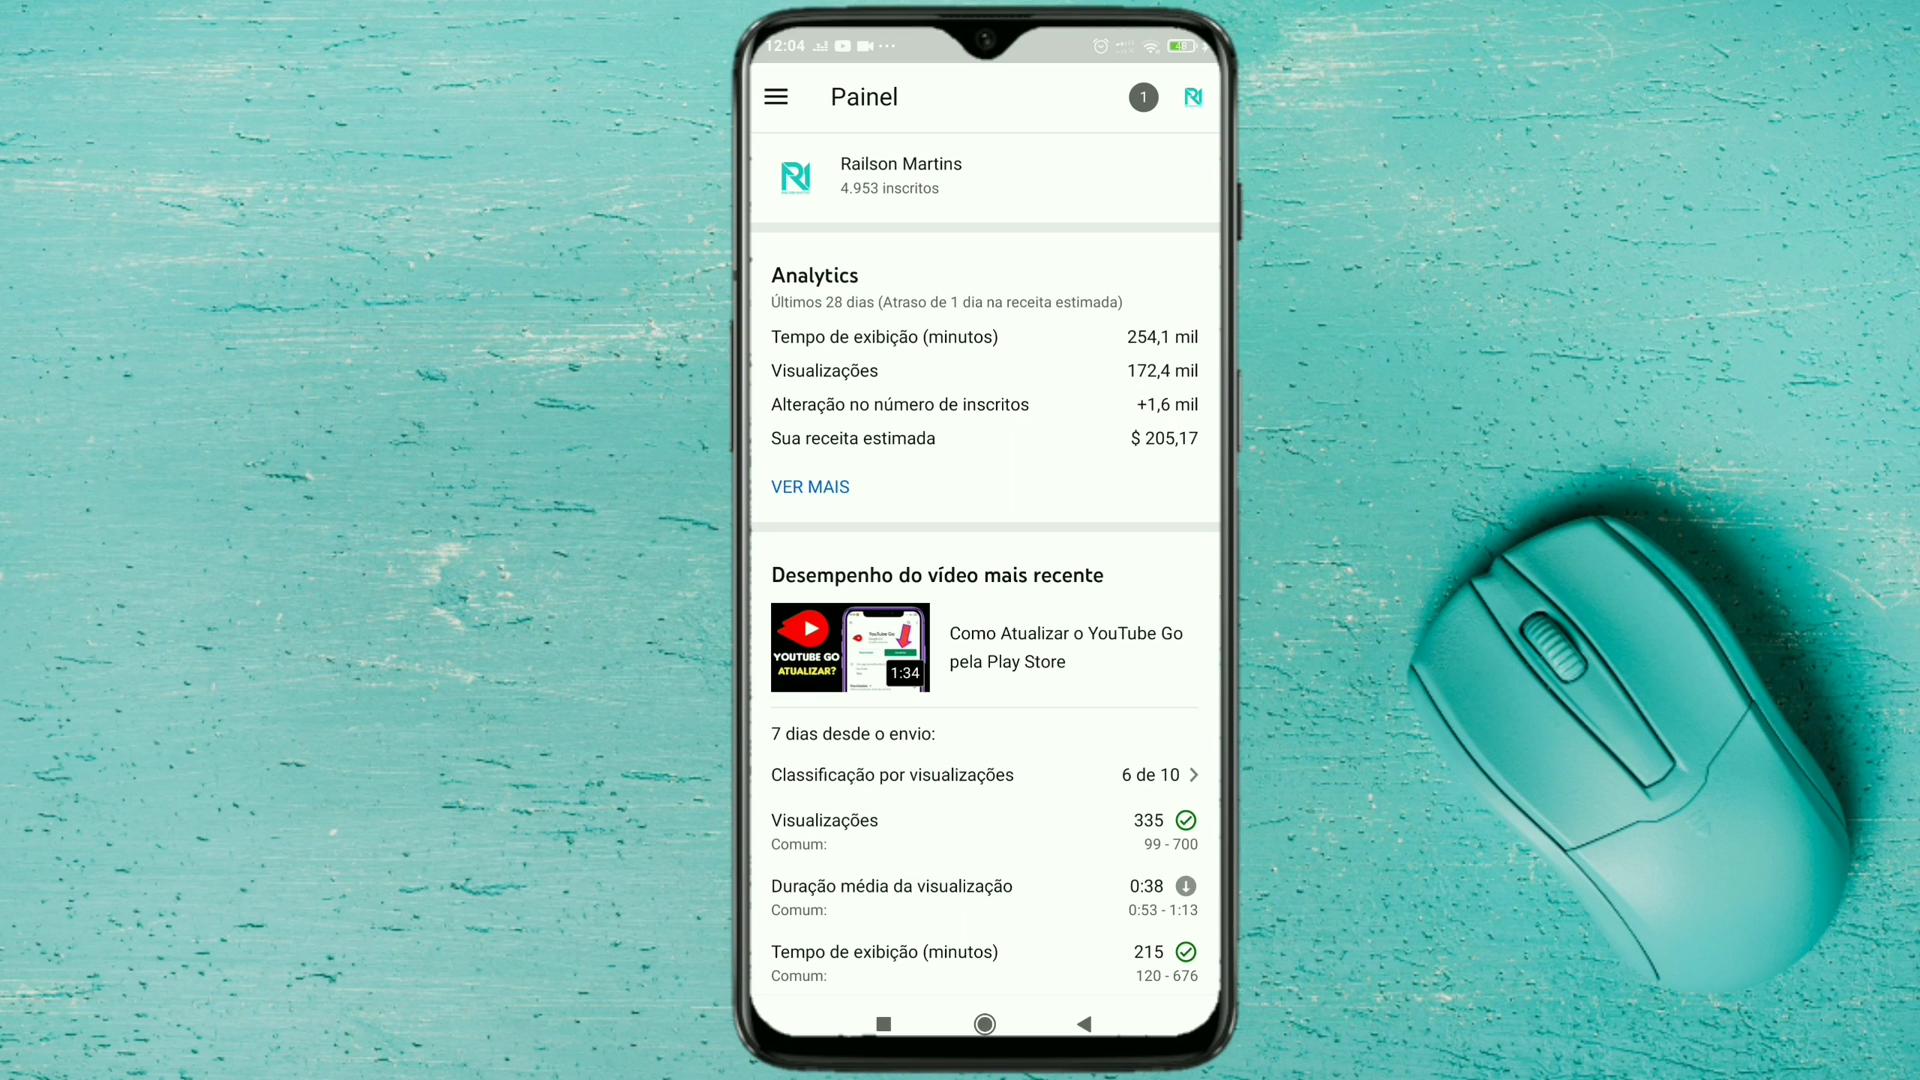 12:04
48
Painel
1
Railson Martins
4.953 inscritos
Analytics
Últimos 28 dias (Atraso de 1 dia na receita estimada)
Tempo de exibição (minutos) 254,1 mil
Visualizações 172,4 mil
Alteração no número de inscritos +1,6 mil
Sua receita estimada $ 205,17
VER MAIS
Desempenho do vídeo mais recente
YOUTUBE GO
ATUALIZAR?
YouTube Go
1:34
Como Atualizar o YouTube Go
pela Play Store
7 dias desde o envio:
Classificação por visualizações 6 de 10
Visualizações 335
Comum: 99 - 700
Duração média da visualização 0:38
Comum: 0:53 - 1:13
Tempo de exibição (minutos) 215
Comum: 120 - 676